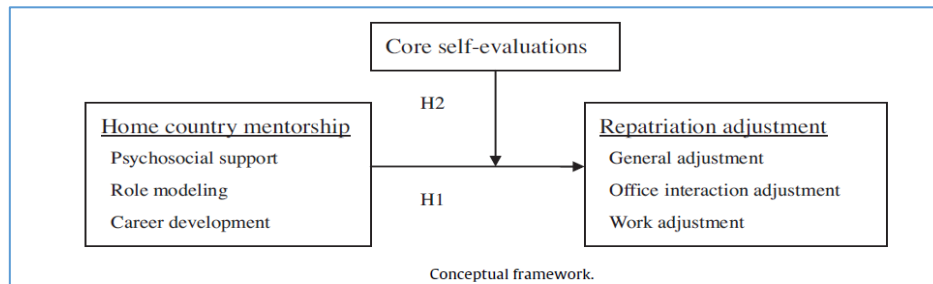 Core self-evaluations
H2
Home country mentorship
Psychosocial support
Role modeling
Career development
H1
Repatriation adjustment
General adjustment
Office interaction adjustment
Work adjustment
Conceptual framework.